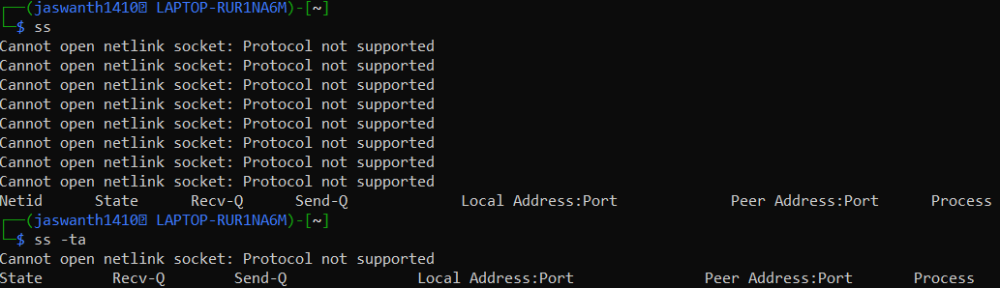 ┌──(jaswanth1410 LAPTOP-RUR1NA6M)-[~]
└─$ ss
Cannot open netlink socket: Protocol not supported
Cannot open netlink socket: Protocol not supported
Cannot open netlink socket: Protocol not supported
Cannot open netlink socket: Protocol not supported
Cannot open netlink socket: Protocol not supported
Cannot open netlink socket: Protocol not supported
Cannot open netlink socket: Protocol not supported
Cannot open netlink socket: Protocol not supported
Netid State Recv-Q Send-Q Local Address:Port Peer Address:Port Process
┌──(jaswanth1410 LAPTOP-RUR1NA6M)-[~]
└─$ ss -ta
Cannot open netlink socket: Protocol not supported
State Recv-Q Send-Q Local Address:Port Peer Address:Port Process